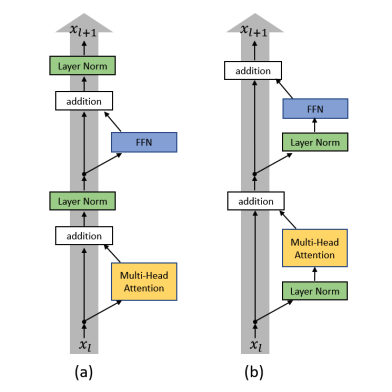 x_{l+1}
Layer Norm
addition
FFN
Layer Norm
addition
Multi-Head
Attention
x_l
(a)
x_{l+1}
addition
FFN
Layer Norm
addition
Multi-Head
Attention
Layer Norm
x_l
(b)